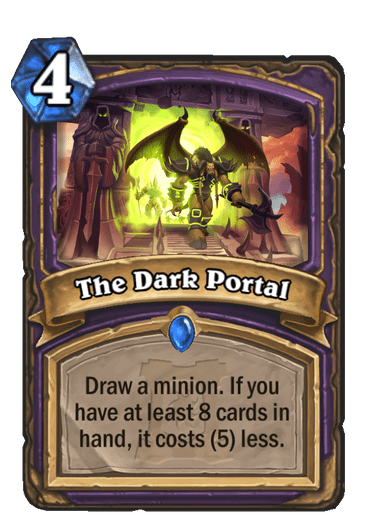 4
The Dark Portal
Draw a minion. If you
have at least 8 cards in
hand, it costs (5) less.